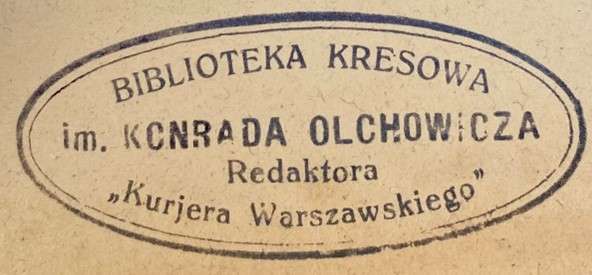 BIBLIOTEKA KRESOWA
im. KONRADA OLCHOWICZA
Redaktora
„Kurjera Warszawskiego”